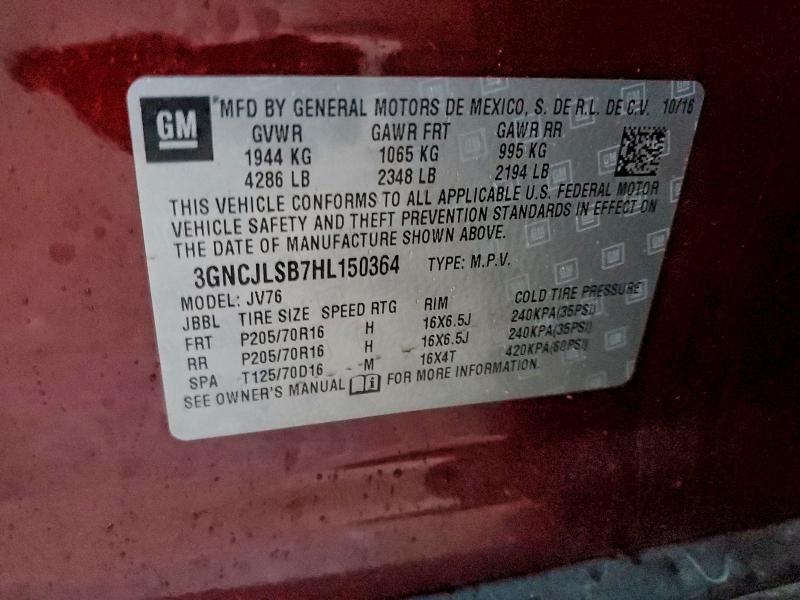 GM
MFD BY GENERAL MOTORS DE MEXICO, S. DE R.L. DE C.V. 10/16
GVWR GAWR FRT GAWR RR
1944 KG 1065 KG 995 KG
4286 LB 2348 LB 2194 LB
THIS VEHICLE CONFORMS TO ALL APPLICABLE U.S. FEDERAL MOTOR
VEHICLE SAFETY AND THEFT PREVENTION STANDARDS IN EFFECT ON
THE DATE OF MANUFACTURE SHOWN ABOVE.
3GNCJLSB7HL150364 TYPE: M.P.V.
MODEL: JV76
JBBL TIRE SIZE SPEED RTG RIM COLD TIRE PRESSURE
FRT P205/70R16 H 16X6.5J 240KPA(35PSI)
RR P205/70R16 H 16X6.5J 240KPA(35PSI)
SPA T125/70D16 M 16X4T 420KPA(60PSI)
SEE OWNER'S MANUAL FOR MORE INFORMATION.